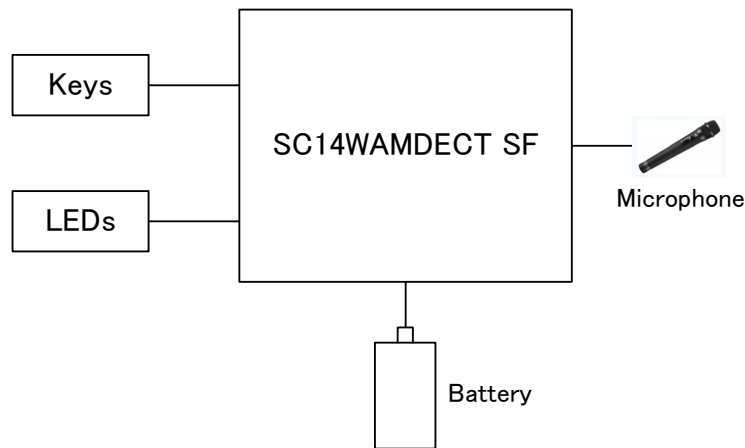 Keys
SC14WAMDECT SF
LEDs
Microphone
Battery